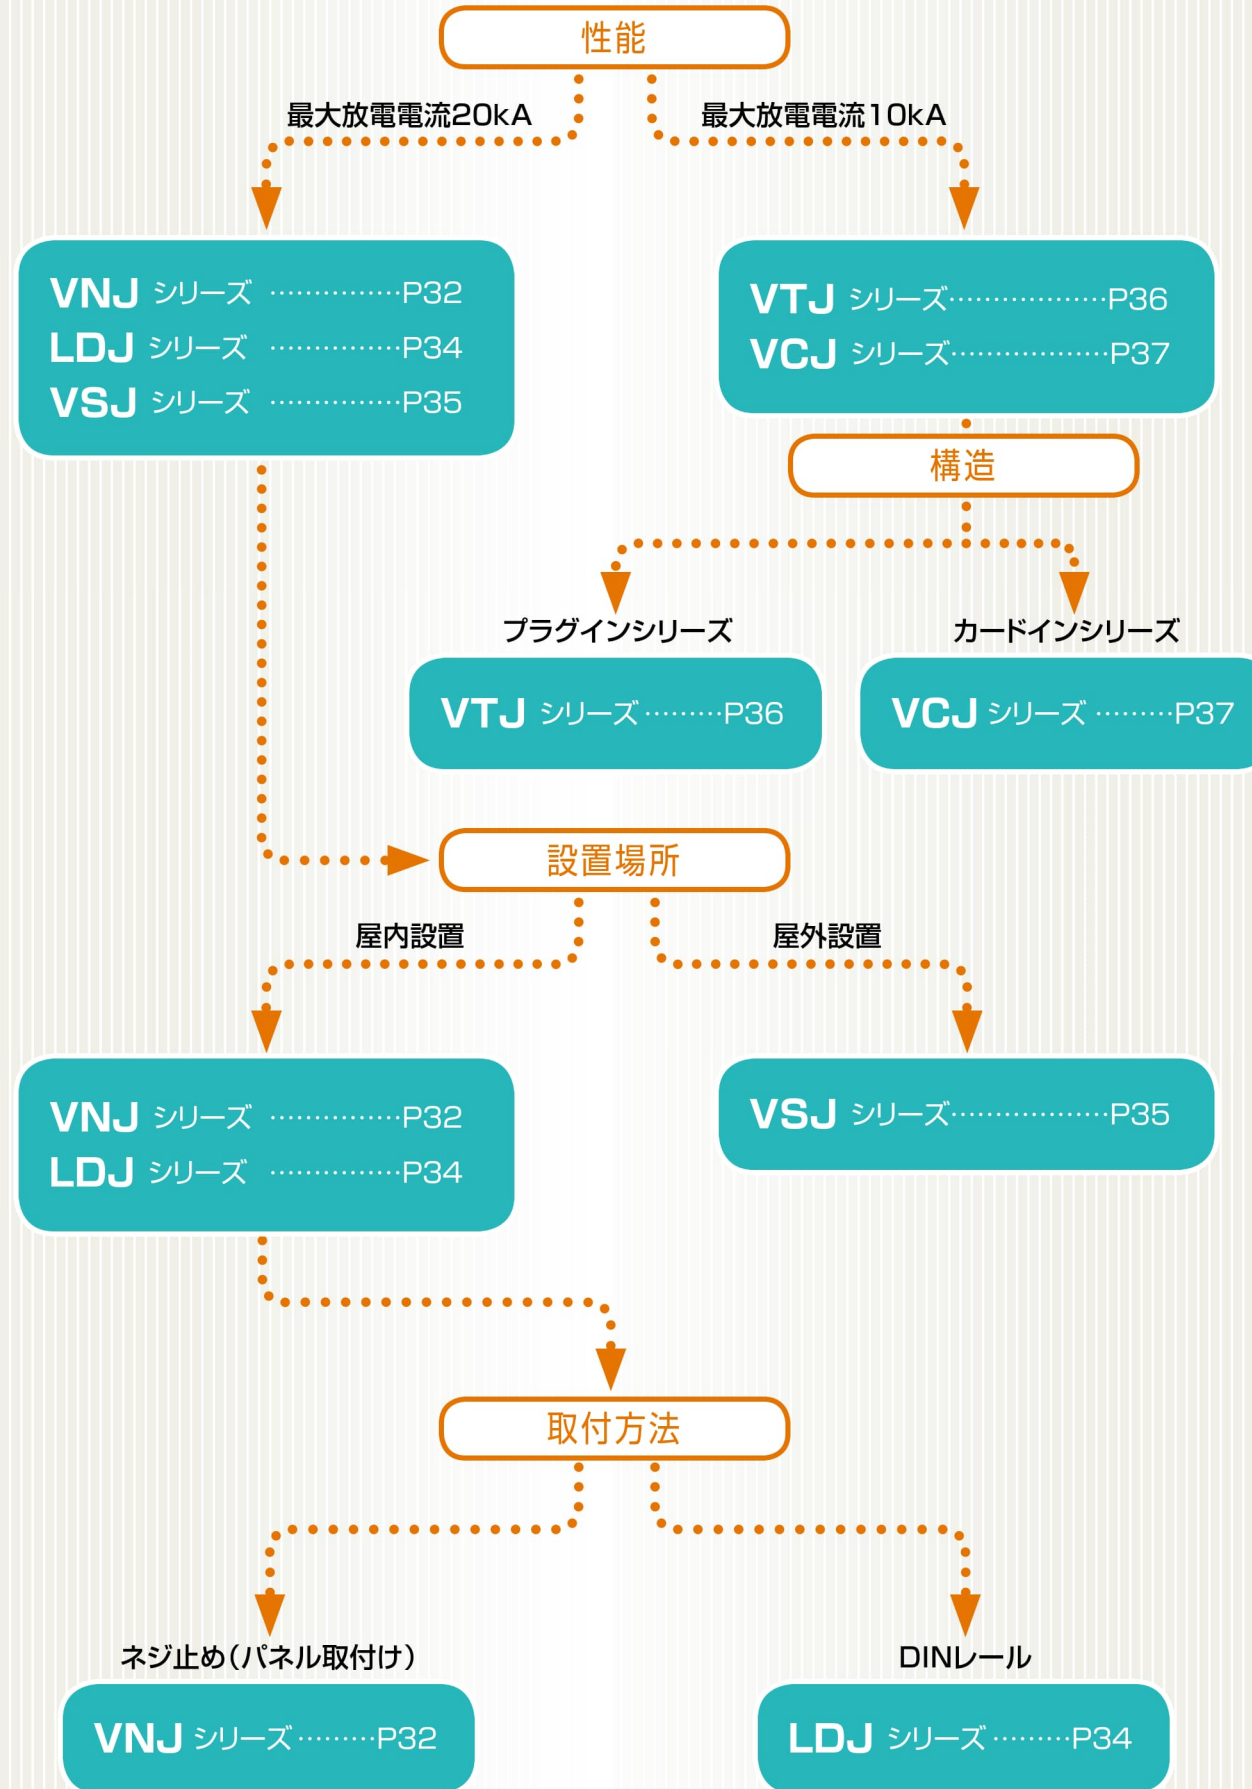 性能
最大放電電流20kA
最大放電電流10kA
VNJ シリーズ ……………P32
LDJ シリーズ ……………P34
VSJ シリーズ ……………P35
VTJ シリーズ………………P36
VCJ シリーズ………………P37
構造
プラグインシリーズ
カードインシリーズ
VTJ シリーズ………P36
VCJ シリーズ………P37
設置場所
屋内設置
屋外設置
VNJ シリーズ ……………P32
LDJ シリーズ ……………P34
VSJ シリーズ………………P35
取付方法
ネジ止め(パネル取付け)
DINレール
VNJ シリーズ………P32
LDJ シリーズ………P34